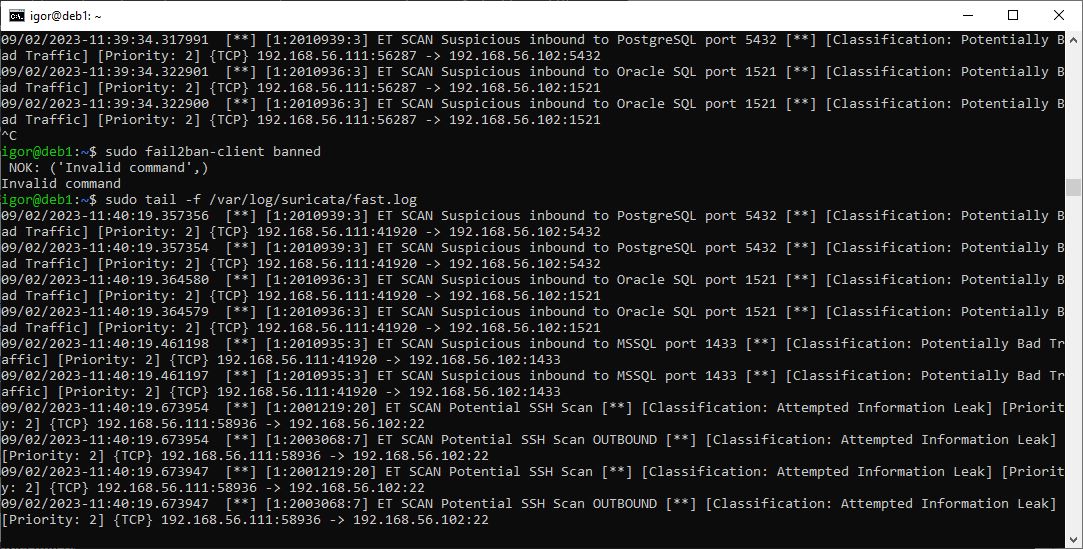 igor@deb1: ~
09/02/2023-11:39:34.317991  [**] [1:2010939:3] ET SCAN Suspicious inbound to PostgreSQL port 5432 [**] [Classification: Potentially B
ad Traffic] [Priority: 2] {TCP} 192.168.56.111:56287 -> 192.168.56.102:5432
09/02/2023-11:39:34.322901  [**] [1:2010936:3] ET SCAN Suspicious inbound to Oracle SQL port 1521 [**] [Classification: Potentially B
ad Traffic] [Priority: 2] {TCP} 192.168.56.111:56287 -> 192.168.56.102:1521
09/02/2023-11:39:34.322900  [**] [1:2010936:3] ET SCAN Suspicious inbound to Oracle SQL port 1521 [**] [Classification: Potentially B
ad Traffic] [Priority: 2] {TCP} 192.168.56.111:56287 -> 192.168.56.102:1521
^C
igor@deb1:~$ sudo fail2ban-client banned
 NOK: ('Invalid command',)
Invalid command
igor@deb1:~$ sudo tail -f /var/log/suricata/fast.log
09/02/2023-11:40:19.357356  [**] [1:2010939:3] ET SCAN Suspicious inbound to PostgreSQL port 5432 [**] [Classification: Potentially B
ad Traffic] [Priority: 2] {TCP} 192.168.56.111:41920 -> 192.168.56.102:5432
09/02/2023-11:40:19.357354  [**] [1:2010939:3] ET SCAN Suspicious inbound to PostgreSQL port 5432 [**] [Classification: Potentially B
ad Traffic] [Priority: 2] {TCP} 192.168.56.111:41920 -> 192.168.56.102:5432
09/02/2023-11:40:19.364580  [**] [1:2010936:3] ET SCAN Suspicious inbound to Oracle SQL port 1521 [**] [Classification: Potentially B
ad Traffic] [Priority: 2] {TCP} 192.168.56.111:41920 -> 192.168.56.102:1521
09/02/2023-11:40:19.364579  [**] [1:2010936:3] ET SCAN Suspicious inbound to Oracle SQL port 1521 [**] [Classification: Potentially B
ad Traffic] [Priority: 2] {TCP} 192.168.56.111:41920 -> 192.168.56.102:1521
09/02/2023-11:40:19.461198  [**] [1:2010935:3] ET SCAN Suspicious inbound to MSSQL port 1433 [**] [Classification: Potentially Bad Tr
affic] [Priority: 2] {TCP} 192.168.56.111:41920 -> 192.168.56.102:1433
09/02/2023-11:40:19.461197  [**] [1:2010935:3] ET SCAN Suspicious inbound to MSSQL port 1433 [**] [Classification: Potentially Bad Tr
affic] [Priority: 2] {TCP} 192.168.56.111:41920 -> 192.168.56.102:1433
09/02/2023-11:40:19.673954  [**] [1:2001219:20] ET SCAN Potential SSH Scan [**] [Classification: Attempted Information Leak] [Priorit
y: 2] {TCP} 192.168.56.111:58936 -> 192.168.56.102:22
09/02/2023-11:40:19.673954  [**] [1:2003068:7] ET SCAN Potential SSH Scan OUTBOUND [**] [Classification: Attempted Information Leak]
[Priority: 2] {TCP} 192.168.56.111:58936 -> 192.168.56.102:22
09/02/2023-11:40:19.673947  [**] [1:2001219:20] ET SCAN Potential SSH Scan [**] [Classification: Attempted Information Leak] [Priorit
y: 2] {TCP} 192.168.56.111:58936 -> 192.168.56.102:22
09/02/2023-11:40:19.673947  [**] [1:2003068:7] ET SCAN Potential SSH Scan OUTBOUND [**] [Classification: Attempted Information Leak]
[Priority: 2] {TCP} 192.168.56.111:58936 -> 192.168.56.102:22